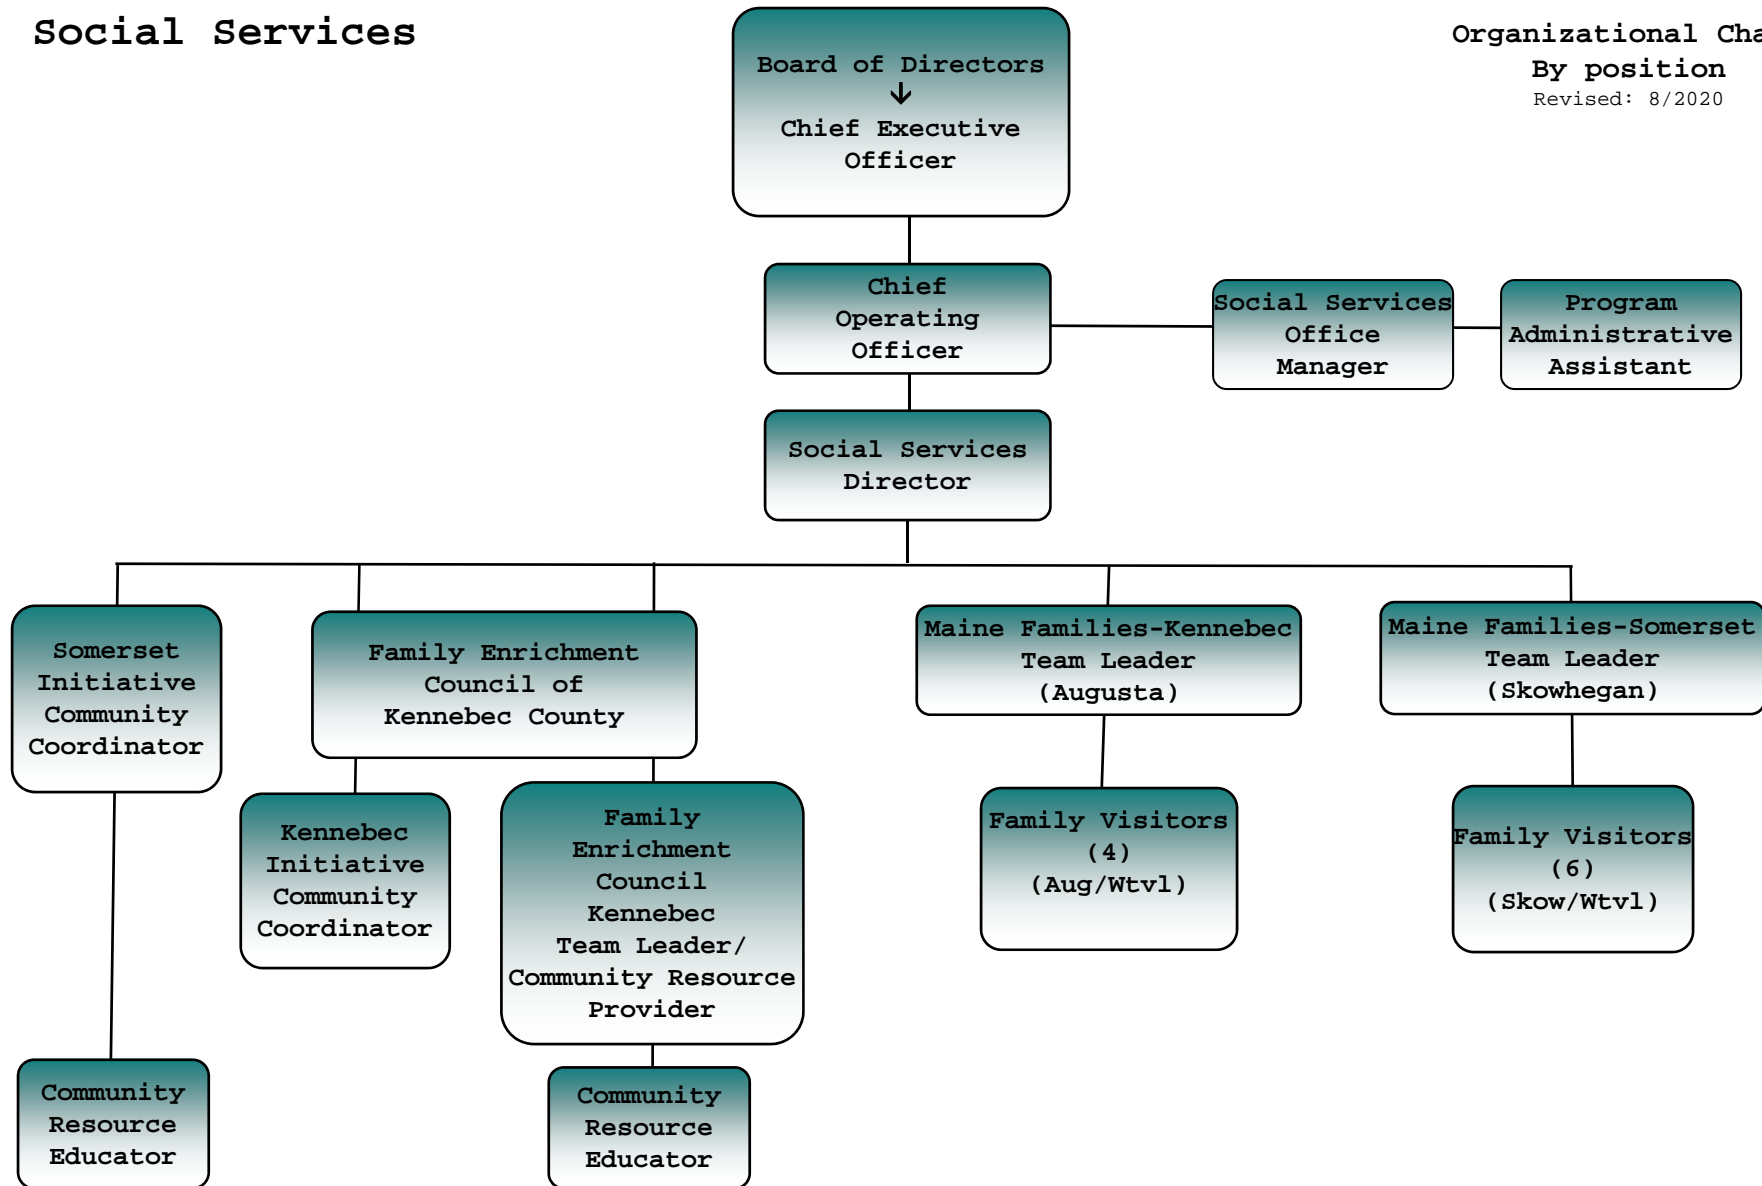 Social Services
Organizational Cha
By position
Revised: 8/2020
Board of Directors
↓
Chief Executive
Officer
Chief
Operating
Officer
Social Services
Office
Manager
Program
Administrative
Assistant
Social Services
Director
Somerset
Initiative
Community
Coordinator
Family Enrichment
Council of
Kennebec County
Maine Families-Kennebec
Team Leader
(Augusta)
Maine Families-Somerset
Team Leader
(Skowhegan)
Kennebec
Initiative
Community
Coordinator
Family
Enrichment
Council
Kennebec
Team Leader/
Community Resource
Provider
Family Visitors
(4)
(Aug/Wtvl)
Family Visitors
(6)
(Skow/Wtvl)
Community
Resource
Educator
Community
Resource
Educator